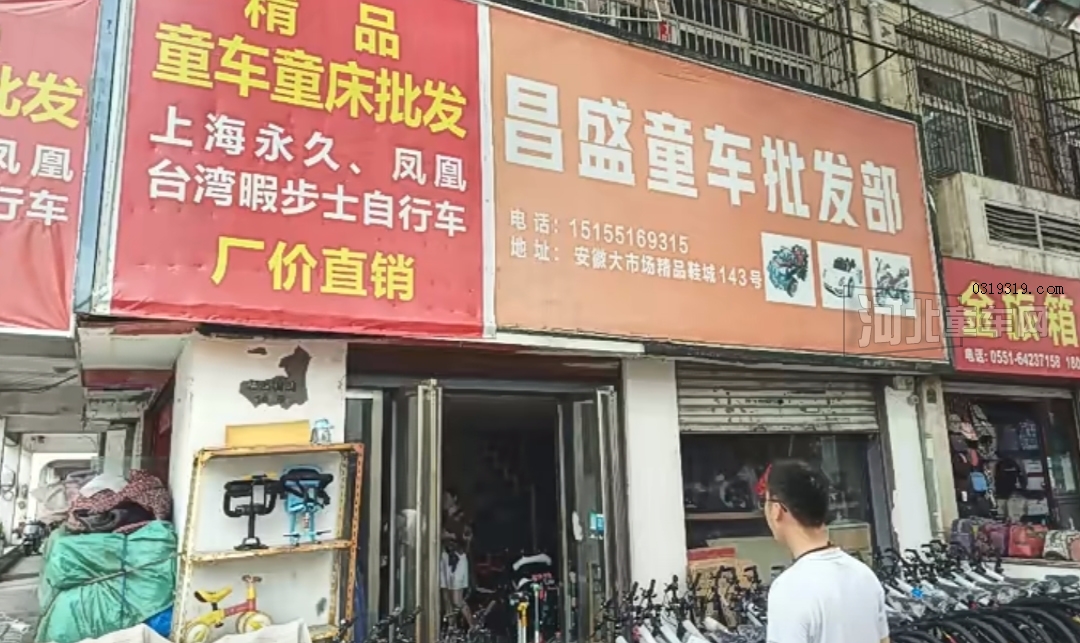 批发
凤凰
行车
精品
童车童床批发
上海永久、凤凰
台湾暇步士自行车
厂价直销
昌盛童车批发部
电话：15155169315
地址：安徽大市场精品鞋城143号
0319319.com
河北童车网
金旅箱
电话：0551-64237158 180